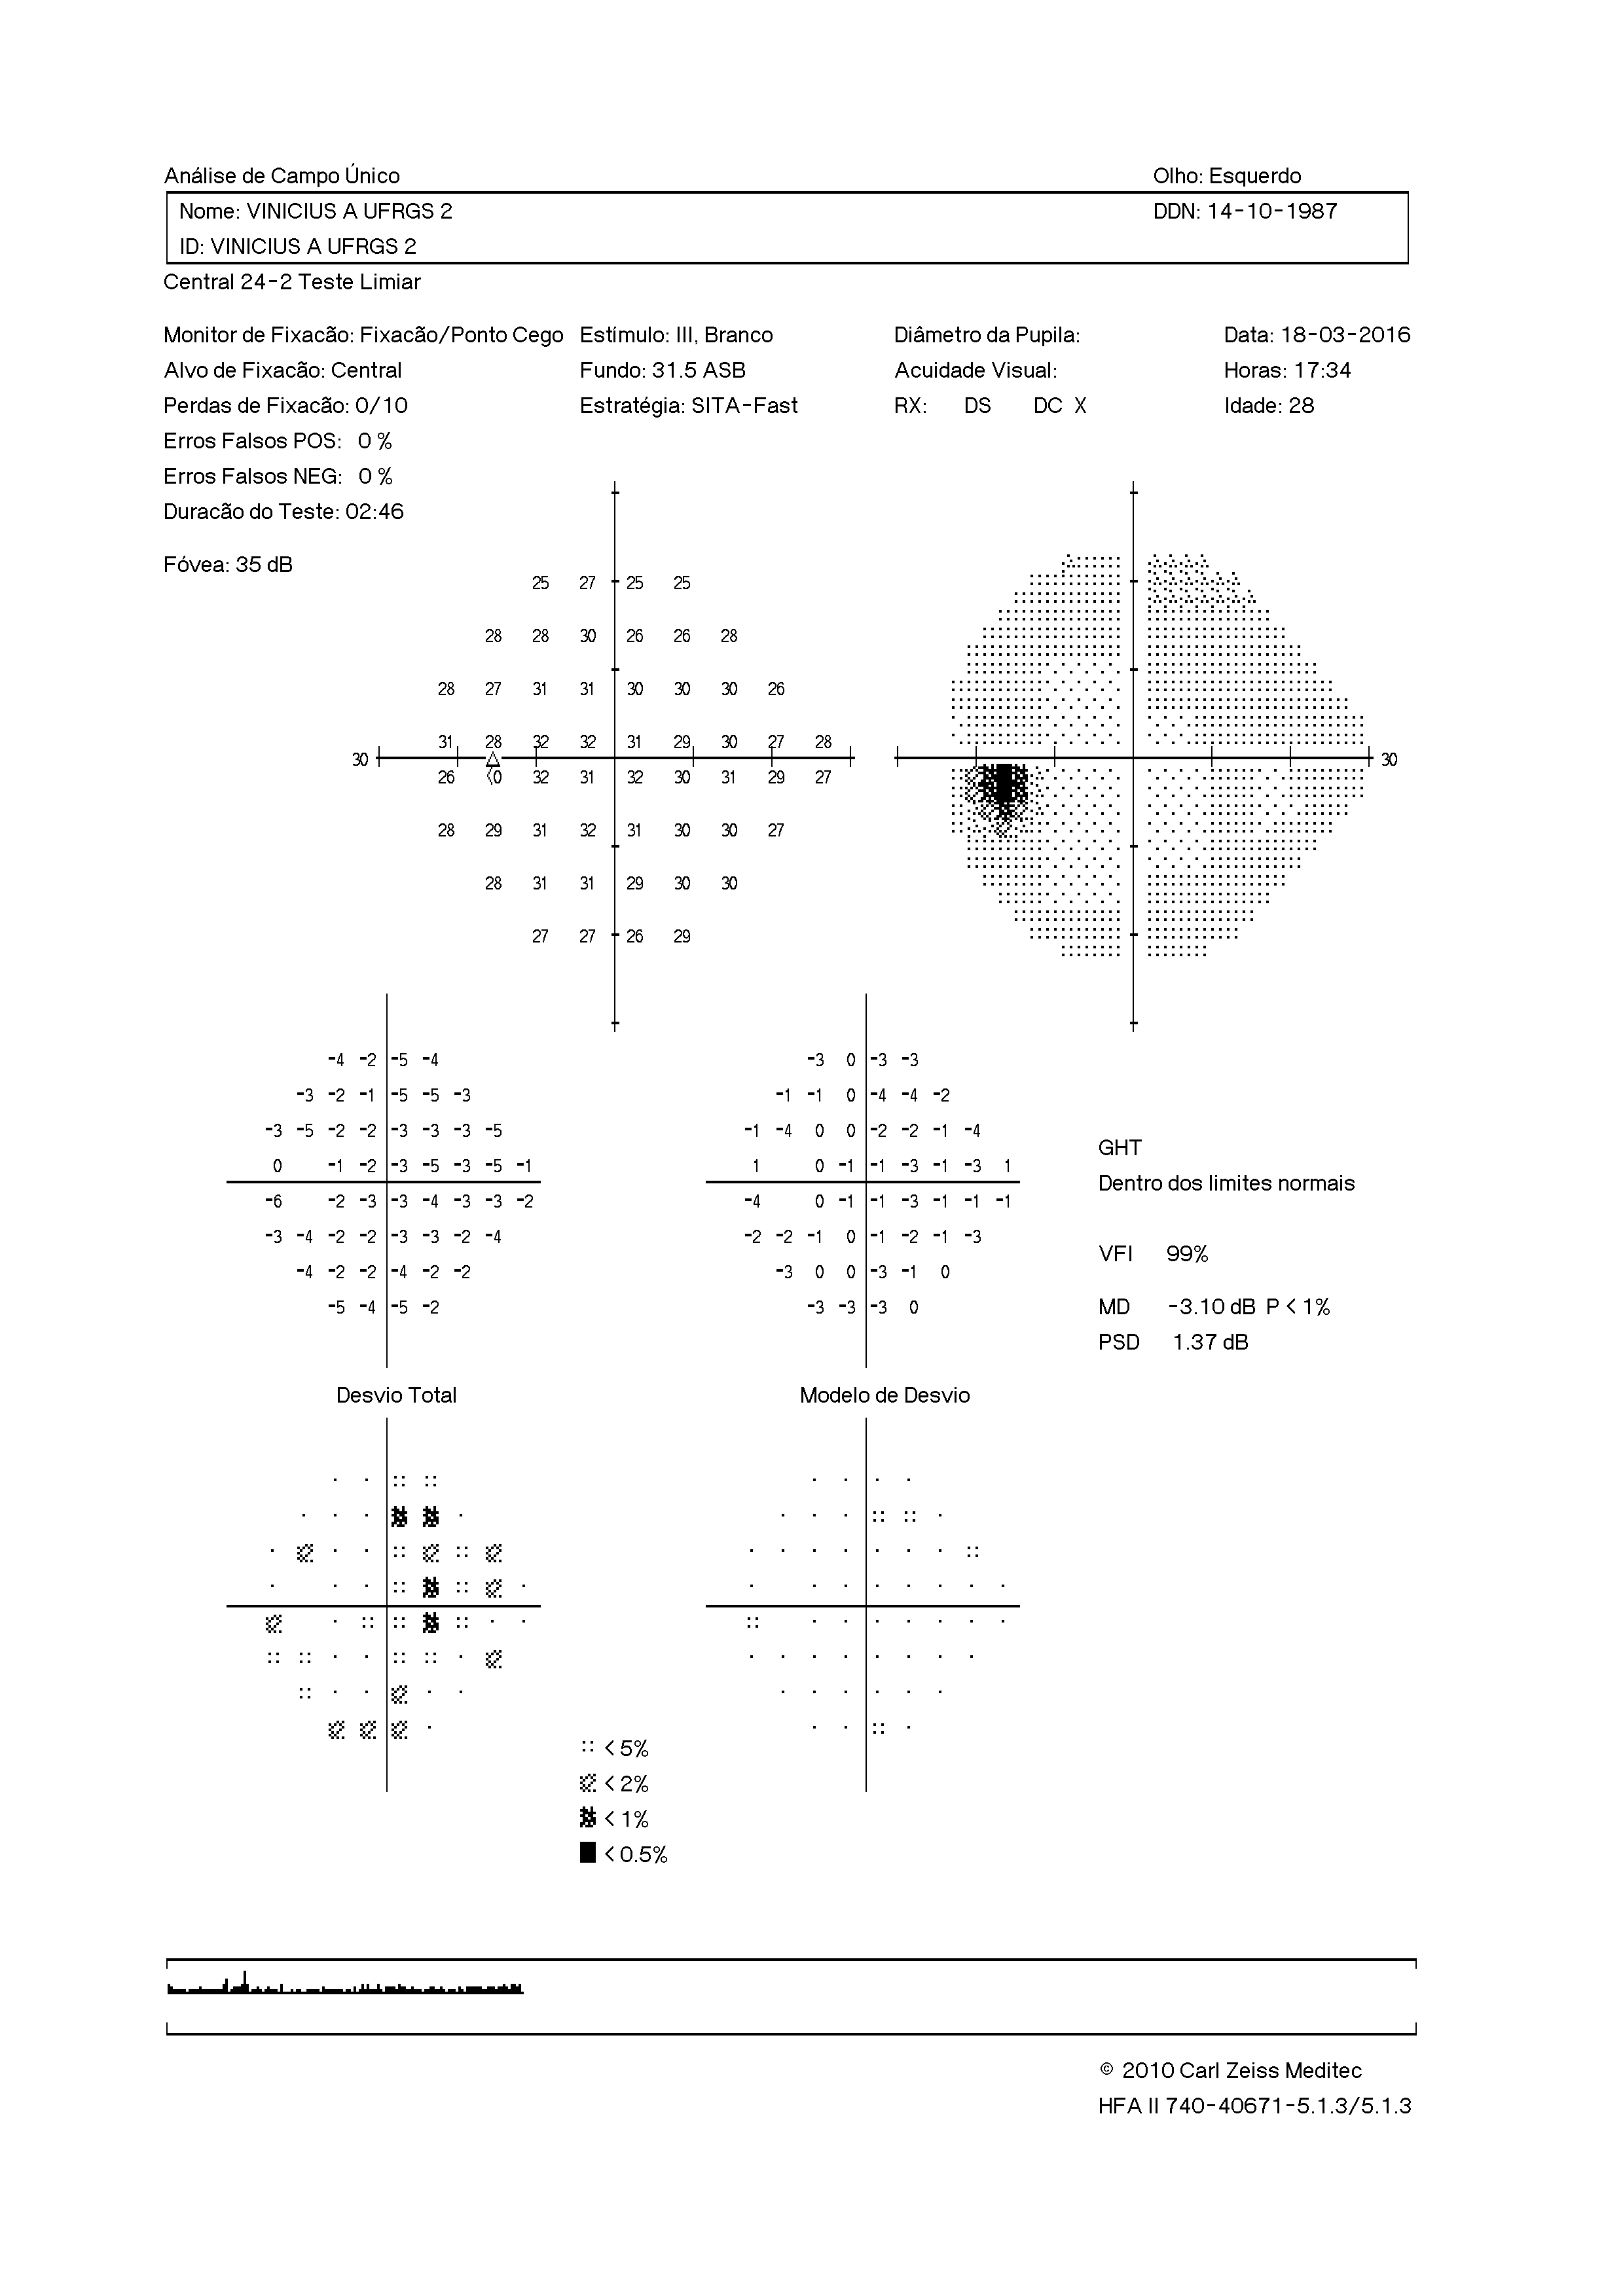 Análise de Campo Único Olho: Esquerdo
Nome: VINICIUS A UFRGS 2 DDN: 14-10-1987
ID: VINICIUS A UFRGS 2
Central 24-2 Teste Limiar
Monitor de Fixacão: Fixacão/Ponto Cego Estímulo: III, Branco Diâmetro da Pupila: Data: 18-03-2016
Alvo de Fixacão: Central Fundo: 31.5 ASB Acuidade Visual: Horas: 17:34
Perdas de Fixacão: 0/10 Estratégia: SITA-Fast RX: DS DC X Idade: 28
Erros Falsos POS: 0 %
Erros Falsos NEG: 0 %
Duracão do Teste: 02:46
Fóvea: 35 dB
25 27 25 25
28 28 30 26 26 28
28 27 31 31 30 30 30 26
31 28 32 32 31 29 30 27 28
30 30
26 <0 32 31 32 30 31 29 27
28 29 31 32 31 30 30 27
28 31 31 29 30 30
27 27 26 29
-4 -2 -5 -4 -3 0 -3 -3
-3 -2 -1 -5 -5 -3 -1 -1 0 -4 -4 -2
-3 -5 -2 -2 -3 -3 -3 -5 -1 -4 0 0 -2 -2 -1 -4
GHT
0 -1 -2 -3 -5 -3 -5 -1 1 0 -1 -1 -3 -1 -3 1
Dentro dos limites normais
-6 -2 -3 -3 -4 -3 -3 -2 -4 0 -1 -1 -3 -1 -1 -1
-3 -4 -2 -2 -3 -3 -2 -4 -2 -2 -1 0 -1 -2 -1 -3
VFI 99%
-4 -2 -2 -4 -2 -2 -3 0 0 -3 -1 0
-5 -4 -5 -2 -3 -3 -3 0
MD -3.10 dB P < 1%
PSD 1.37 dB
Desvio Total Modelo de Desvio
< 5%
< 2%
< 1%
< 0.5%
© 2010 Carl Zeiss Meditec
HFA II 740-40671-5.1.3/5.1.3